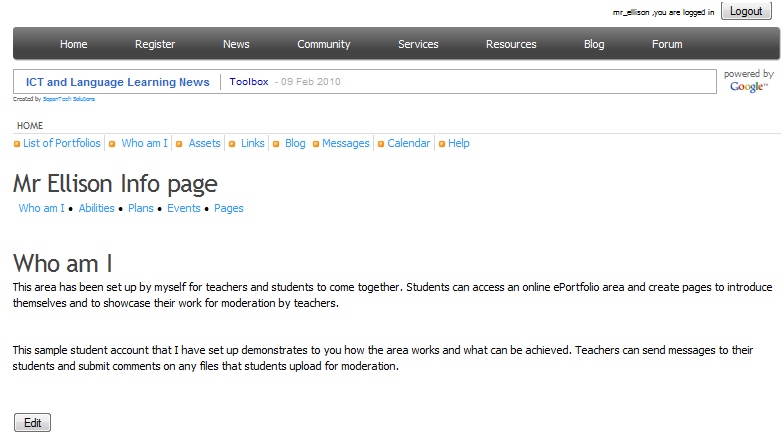 mr_ellison ,you are logged in Logout
Home Register News Community Services Resources Blog Forum
ICT and Language Learning News Toolbox - 09 Feb 2010
powered by
Google™
Created by SopanTech Solutions
HOME
List of Portfolios Who am I Assets Links Blog Messages Calendar Help
Mr Ellison Info page
Who am I • Abilities • Plans • Events • Pages
Who am I
This area has been set up by myself for teachers and students to come together. Students can access an online ePortfolio area and create pages to introduce
themselves and to showcase their work for moderation by teachers.
This sample student account that I have set up demonstrates to you how the area works and what can be achieved. Teachers can send messages to their
students and submit comments on any files that students upload for moderation.
Edit